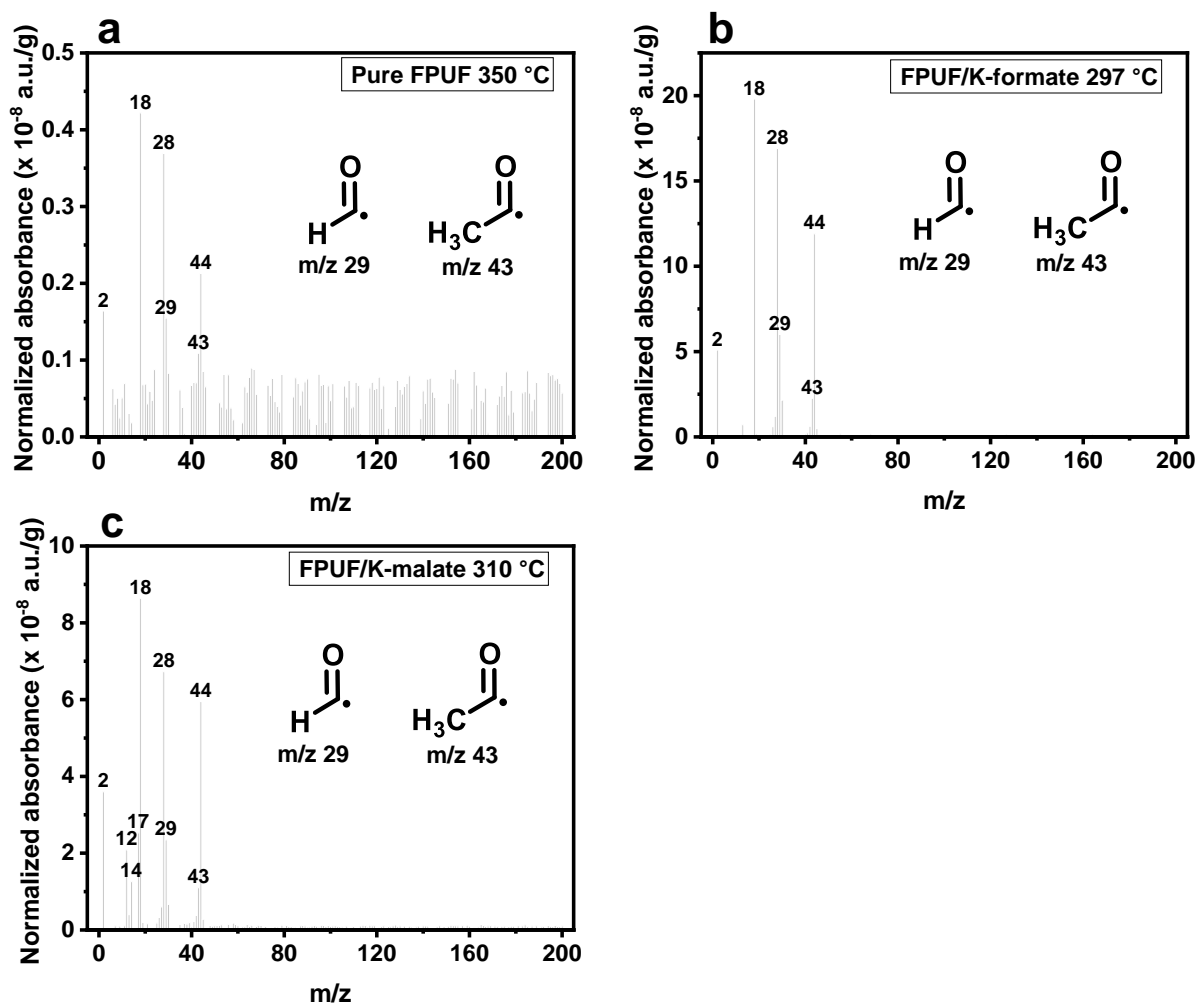 a
Pure FPUF 350 °C
Normalized absorbance (x 10-8 a.u./g)
0.5
0.4
0.3
0.2
0.1
0.0
18
28
44
2
29
43
O
H
m/z 29
O
H3C
m/z 43
0 40 80 120 160 200
m/z
b
FPUF/K-formate 297 °C
Normalized absorbance (x 10-8 a.u./g)
20
15
10
5
0
18
28
44
2
29
43
O
H
m/z 29
O
H3C
m/z 43
0 40 80 120 160 200
m/z
c
FPUF/K-malate 310 °C
Normalized absorbance (x 10-8 a.u./g)
10
8
6
4
2
0
18
28
44
2
17
12
29
14
43
O
H
m/z 29
O
H3C
m/z 43
0 40 80 120 160 200
m/z